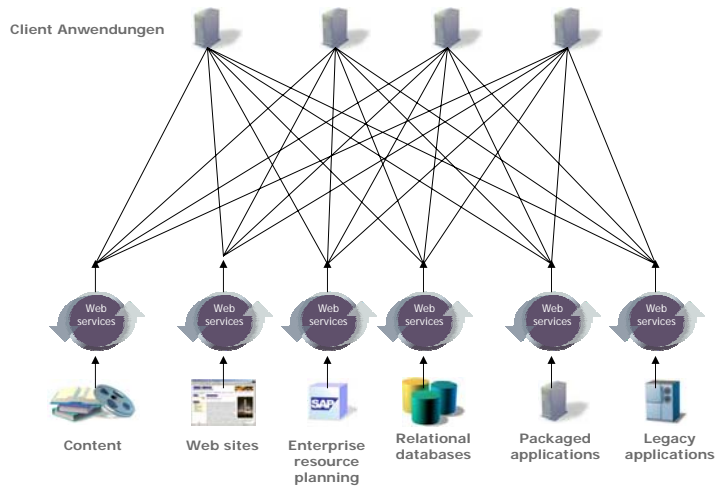 Client Anwendungen
Web
services
Web
services
Web
services
Web
services
Web
services
Web
services
SAP
Content
Web sites
Enterprise
resource
planning
Relational
databases
Packaged
applications
Legacy
applications